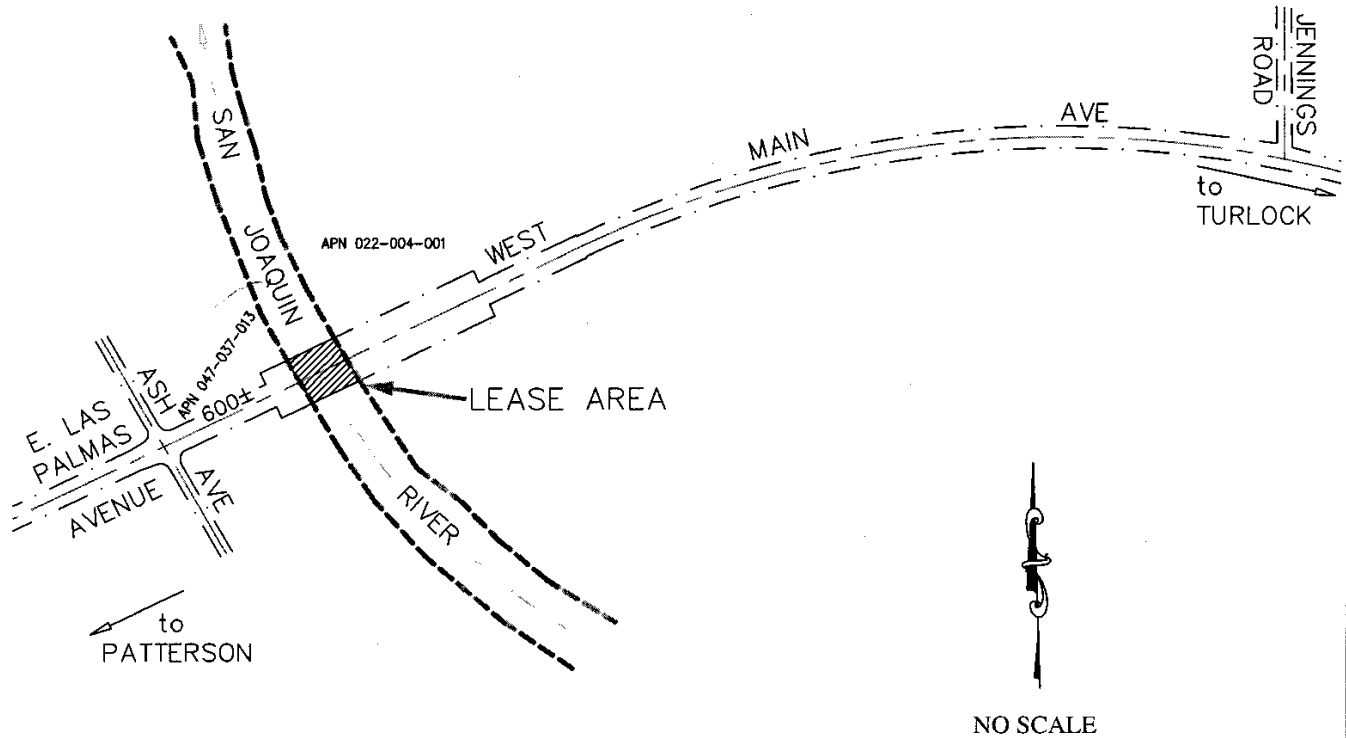 JENNINGS
ROAD
SAN
JOAQUIN
RIVER
APN 022-004-001
WEST
MAIN
AVE
to
TURLOCK
APN 047-037-013
600±
LEASE AREA
ASH
AVE
E. LAS
PALMAS
AVENUE
to
PATTERSON
NO SCALE